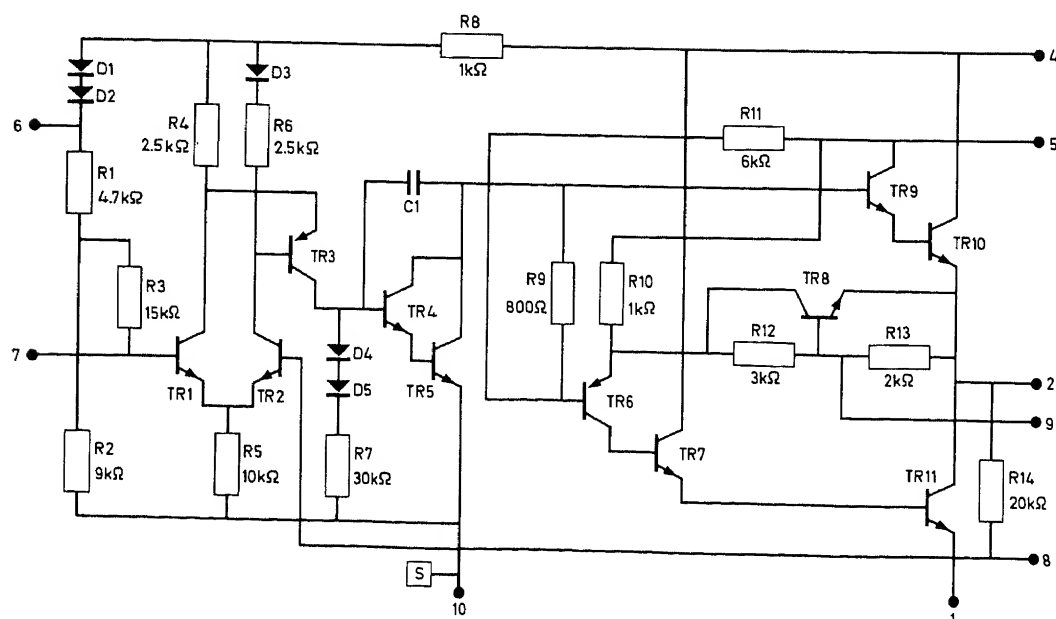 R8
1kΩ
4
D1
D2
D3
6
R4
2.5kΩ
R6
2.5kΩ
R11
6kΩ
5
R1
4.7kΩ
C1
TR9
TR3
TR10
R3
15kΩ
R9
800Ω
R10
1kΩ
TR8
TR4
R12
3kΩ
R13
2kΩ
7
D4
D5
TR1
TR2
TR5
TR6
2
9
R2
9kΩ
R5
10kΩ
R7
30kΩ
TR7
TR11
R14
20kΩ
8
S
10
1